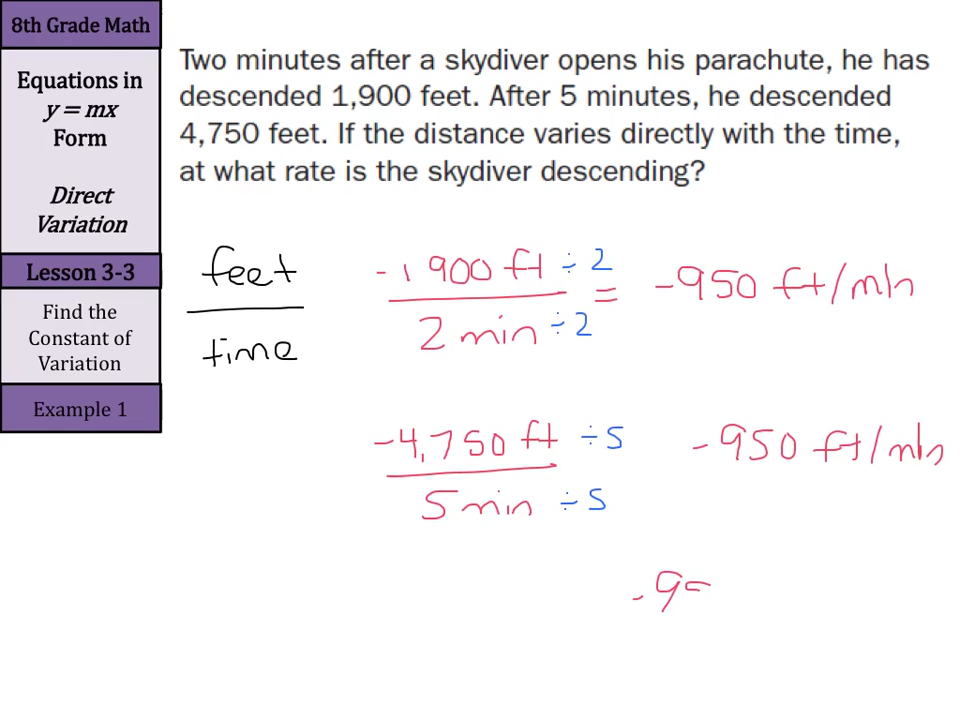 8th Grade Math
Equations in
y = mx
Form
Direct
Variation
Lesson 3-3
Find the
Constant of
Variation
Example 1
Two minutes after a skydiver opens his parachute, he has
descended 1,900 feet. After 5 minutes, he descended
4,750 feet. If the distance varies directly with the time,
at what rate is the skydiver descending?
feet
time
-1,900 ft ÷ 2
2 min ÷ 2
= -950 ft/min
-4,750 ft ÷ 5
5 min ÷ 5
-950 ft/min
-9